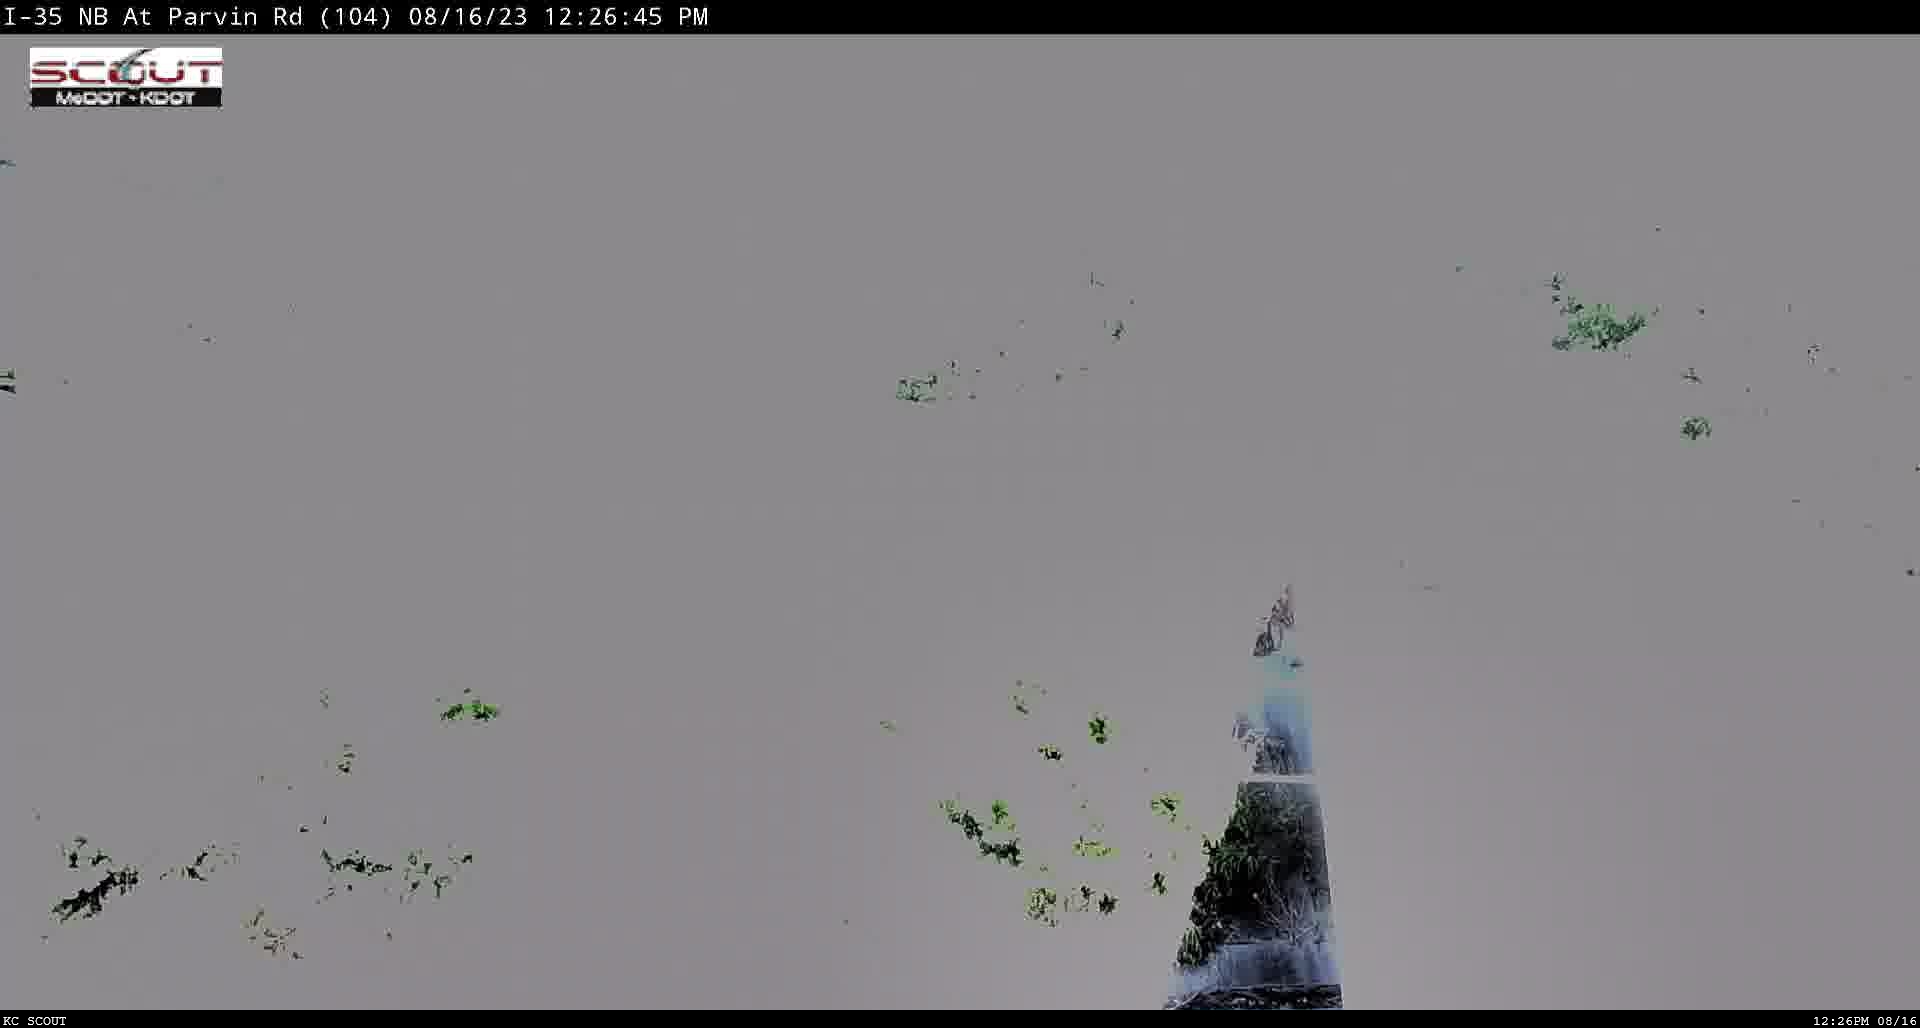 I-35 NB At Parvin Rd (104) 08/16/23 12:26:45 PM
SCOUT
MoDOT - KDOT
KC SCOUT
12:26PM 08/16